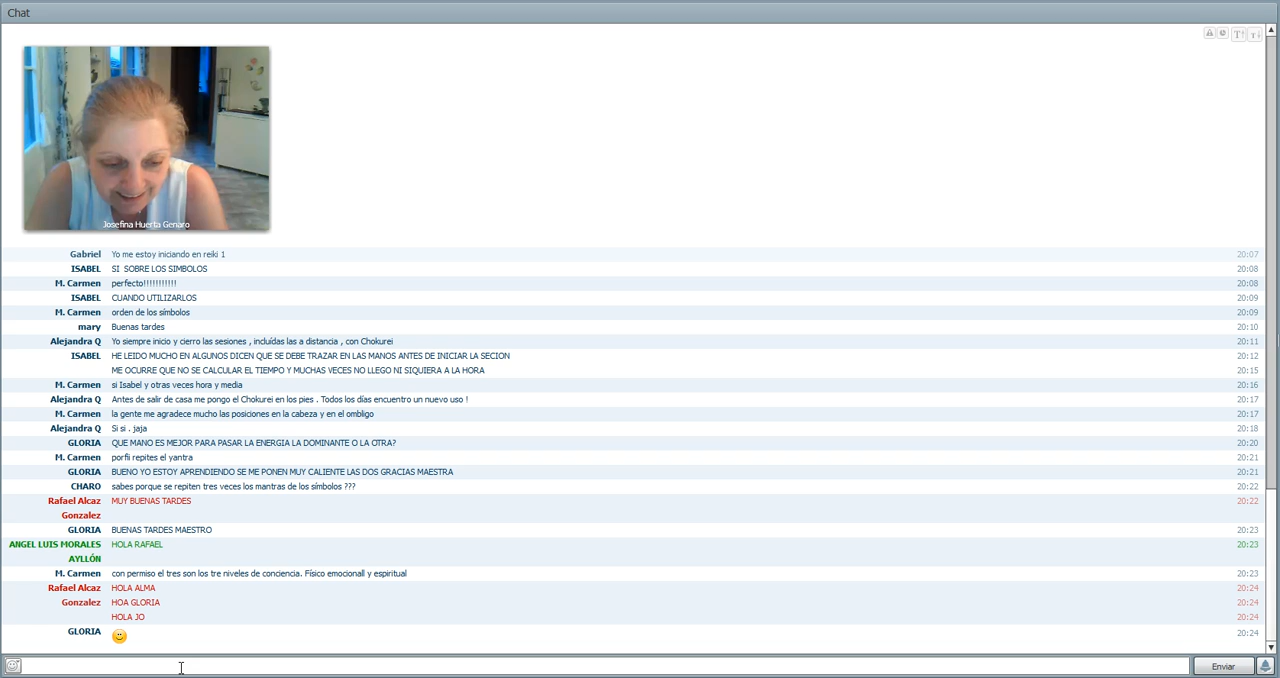 Chat
Josefina Huerta Genaro
Gabriel Yo me estoy iniciando en reiki 1 20:07
ISABEL SI SOBRE LOS SIMBOLOS 20:08
M. Carmen perfecto!!!!!!!!!!! 20:08
ISABEL CUANDO UTILIZARLOS 20:09
M. Carmen orden de los símbolos 20:09
mary Buenas tardes 20:10
Alejandra Q Yo siempre inicio y cierro las sesiones , incluídas las a distancia , con Chokurei 20:11
ISABEL HE LEIDO MUCHO EN ALGUNOS DICEN QUE SE DEBE TRAZAR EN LAS MANOS ANTES DE INICIAR LA SECION 20:12
ME OCURRE QUE NO SE CALCULAR EL TIEMPO Y MUCHAS VECES NO LLEGO NI SIQUIERA A LA HORA 20:15
M. Carmen si Isabel y otras veces hora y media 20:16
Alejandra Q Antes de salir de casa me pongo el Chokurei en los pies . Todos los días encuentro un nuevo uso ! 20:17
M. Carmen la gente me agradece mucho las posiciones en la cabeza y en el ombligo 20:17
Alejandra Q Si si . jaja 20:18
GLORIA QUE MANO ES MEJOR PARA PASAR LA ENERGIA LA DOMINANTE O LA OTRA? 20:20
M. Carmen porfii repites el yantra 20:21
GLORIA BUENO YO ESTOY APRENDIENDO SE ME PONEN MUY CALIENTE LAS DOS GRACIAS MAESTRA 20:21
CHARO sabes porque se repiten tres veces los mantras de los símbolos ??? 20:22
Rafael Alcaz MUY BUENAS TARDES 20:22
Gonzalez
GLORIA BUENAS TARDES MAESTRO 20:23
ANGEL LUIS MORALES HOLA RAFAEL 20:23
AYLLÓN
M. Carmen con permiso el tres son los tre niveles de conciencia. Físico emocionall y espiritual 20:23
Rafael Alcaz HOLA ALMA 20:24
Gonzalez HOA GLORIA 20:24
HOLA JO 20:24
GLORIA 20:24
Enviar